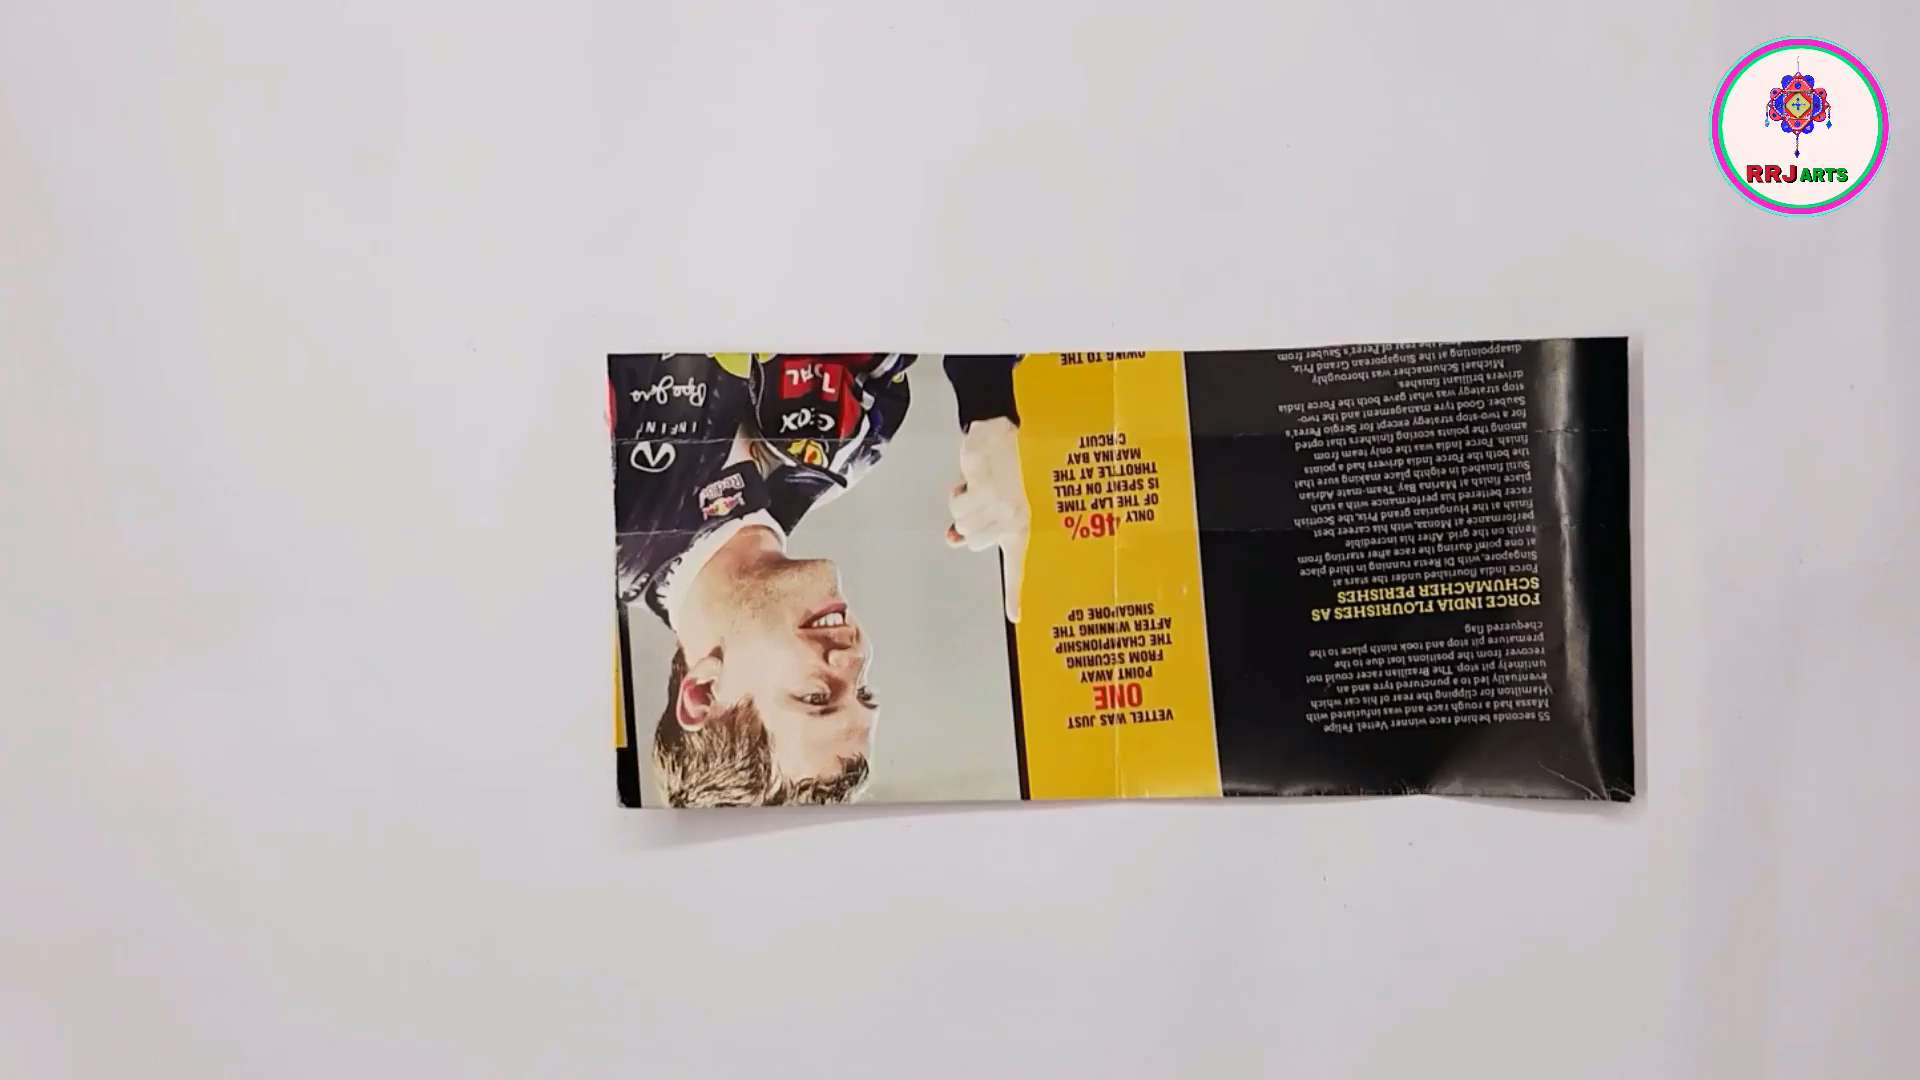 RRJ ARTS
55 seconds behind race winner Vettel. Felipe
Massa had a rough race and was infuriated with
Hamilton for clipping the rear of his car which
eventually led to a punctured tyre and an
untimely pit stop. The Brazilian racer could not
recover from the positions lost due to the
premature pit stop and took ninth place to the
chequered flag
FORCE INDIA FLOURISHES AS
SCHUMACHER PERISHES
Force India flourished under the stars at
Singapore, with Di Resta running in third place
at one point during the race after starting from
tenth on the grid. After his incredible
performance at Monza, with his career best
finish at the Hungarian grand Prix, the Scottish
racer bettered his performance with a sixth
place finish at Marina Bay. Team-mate Adrian
Sutil finished in eighth place making sure that
the both the Force India drivers had a points
finish. Force India was the only team from
among the points scoring finishers that opted
for a two-stop strategy except for Sergio Perez's
Sauber. Good tyre management and the two-
stop strategy was what gave both the Force India
drivers brilliant finishes.
Michael Schumacher was thoroughly
disappointing at the Singaporean Grand Prix,
the rear of Perez's Sauber from
VETTEL WAS JUST
ONE
POINT AWAY
FROM SECURING
THE CHAMPIONSHIP
AFTER WINNING THE
SINGAPORE GP
ONLY 46%
OF THE LAP TIME
IS SPENT ON FULL
THROTTLE AT THE
MARINA BAY
CIRCUIT
OWING TO THE
Red Bull
INFINI
GEOX